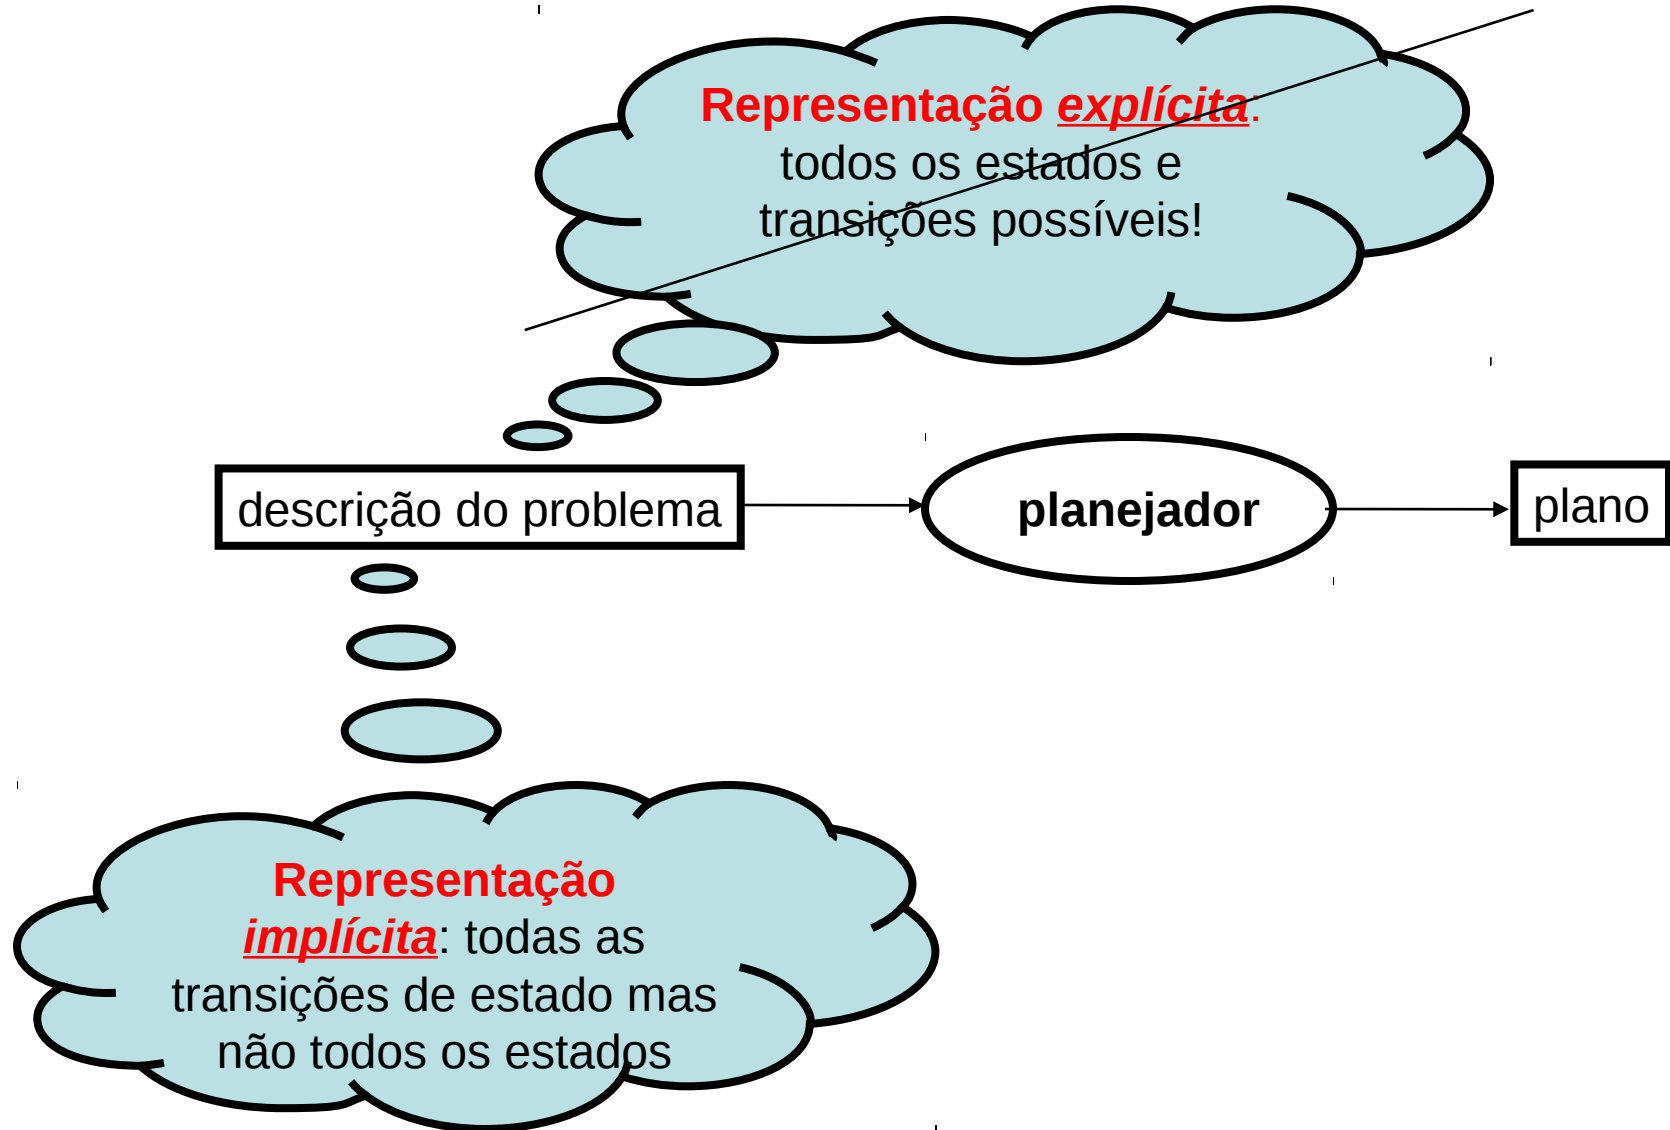 Representação explícita:
todos os estados e
transições possíveis!
descrição do problema
planejador
plano
Representação
implícita: todas as
transições de estado mas
não todos os estados